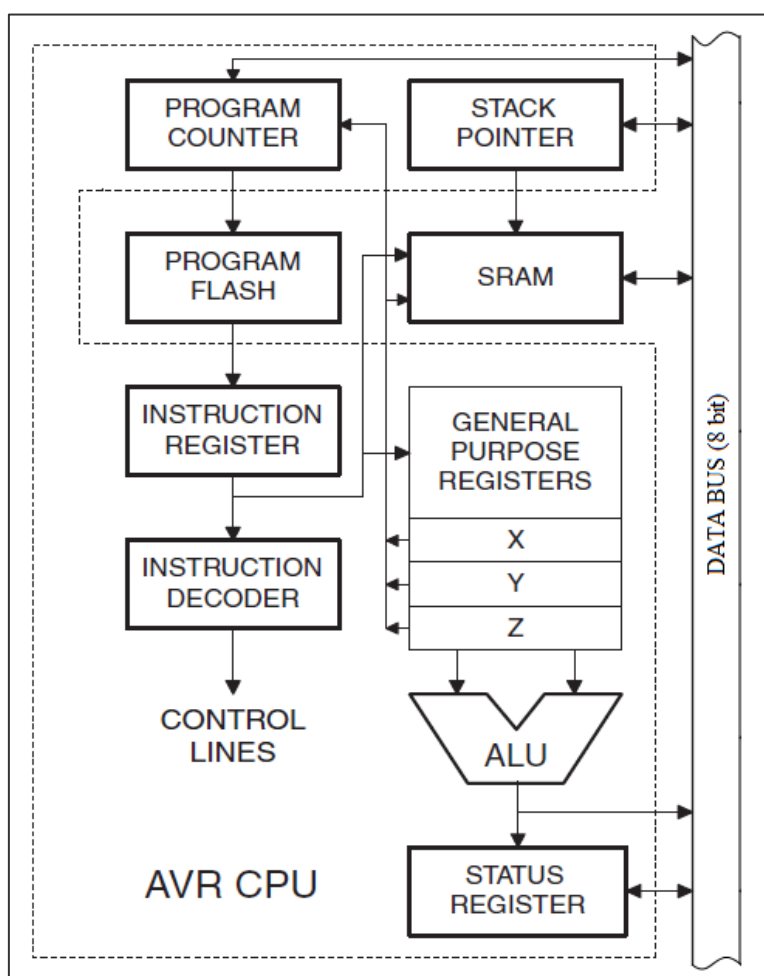 PROGRAM
COUNTER
STACK
POINTER
PROGRAM
FLASH
SRAM
INSTRUCTION
REGISTER
GENERAL
PURPOSE
REGISTERS
X
Y
Z
INSTRUCTION
DECODER
CONTROL
LINES
ALU
AVR CPU
STATUS
REGISTER
DATA BUS (8 bit)